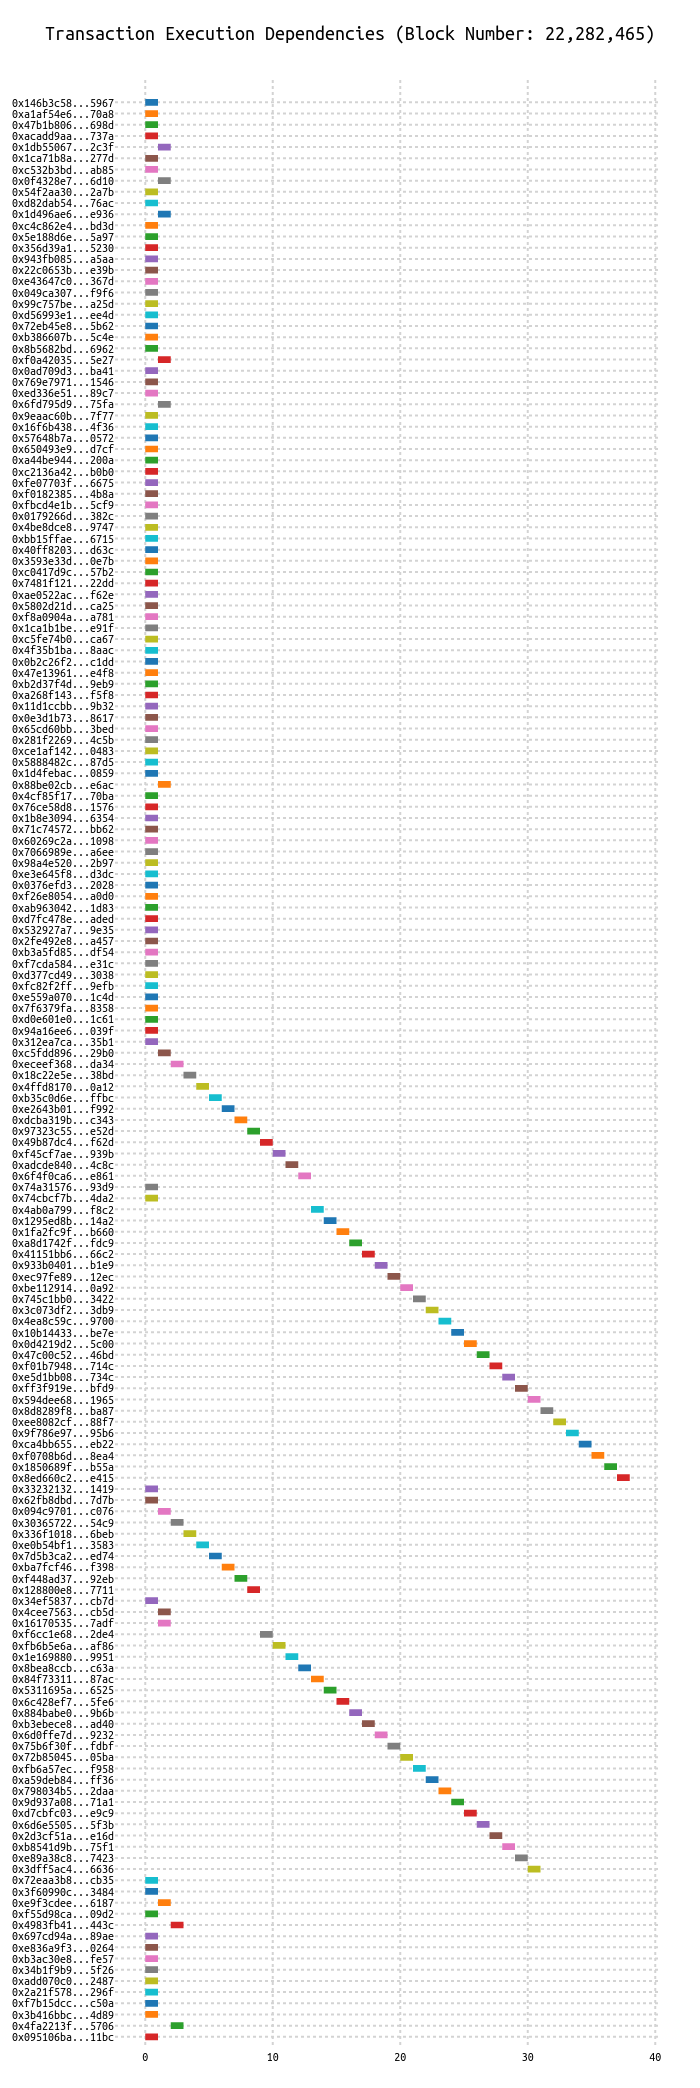 Transaction Execution Dependencies (Block Number: 22,282,465)
0x146b3c58...5967
0xa1af54e6...70a8
0x47b1b806...698d
0xacadd9aa...737a
0x1db55067...2c3f
0x1ca71b8a...277d
0xc532b3bd...ab85
0x0f4328e7...6d10
0x54f2aa30...2a7b
0xd82dab54...76ac
0x1d496ae6...e936
0xc4c862e4...bd3d
0x5e188d6e...5a97
0x356d39a1...5230
0x943fb085...a5aa
0x22c0653b...e39b
0xe43647c0...367d
0x049ca307...f9f6
0x99c757be...a25d
0xd56993e1...ee4d
0x72eb45e8...5b62
0xb386607b...5c4e
0x8b5682bd...6962
0xf0a42035...5e27
0x0ad709d3...ba41
0x769e7971...1546
0xed336e51...89c7
0x6fd795d9...75fa
0x9eaac60b...7f77
0x16f6b438...4f36
0x57648b7a...0572
0x650493e9...d7cf
0xa44be944...200a
0xc2136a42...b0b0
0xfe07703f...6675
0xf0182385...4b8a
0xfbcd4e1b...5cf9
0x0179266d...382c
0x4be8dce8...9747
0xbb15ffae...6715
0x40ff8203...d63c
0x3593e33d...0e7b
0xc0417d9c...57b2
0x7481f121...22dd
0xae0522ac...f62e
0x5802d21d...ca25
0xf8a0904a...a781
0x1ca1b1be...e91f
0xc5fe74b0...ca67
0x4f35b1ba...8aac
0x0b2c26f2...c1dd
0x47e13961...e4f8
0xb2d37f4d...9eb9
0xa268f143...f5f8
0x11d1ccbb...9b32
0x0e3d1b73...8617
0x65cd60bb...3bed
0x281f2269...4c5b
0xce1af142...0483
0x5888482c...87d5
0x1d4febac...0859
0x88be02cb...e6ac
0x4cf85f17...70ba
0x76ce58d8...1576
0x1b8e3094...6354
0x71c74572...bb62
0x60269c2a...1098
0x7066989e...a6ee
0x98a4e520...2b97
0xe3e645f8...d3dc
0x0376efd3...2028
0xf26e8054...a0d0
0xab963042...1d83
0xd7fc478e...aded
0x532927a7...9e35
0x2fe492e8...a457
0xb3a5fd85...df54
0xf7cda584...e31c
0xd377cd49...3038
0xfc82f2ff...9efb
0xe559a070...1c4d
0x7f6379fa...8358
0xd0e601e0...1c61
0x94a16ee6...039f
0x312ea7ca...35b1
0xc5fdd896...29b0
0xeceef368...da34
0x18c22e5e...38bd
0x4ffd8170...0a12
0xb35c0d6e...ffbc
0xe2643b01...f992
0xdcba319b...c343
0x97323c55...e52d
0x49b87dc4...f62d
0xf45cf7ae...939b
0xadcde840...4c8c
0x6f4f0ca6...e861
0x74a31576...93d9
0x74cbcf7b...4da2
0x4ab0a799...f8c2
0x1295ed8b...14a2
0x1fa2fc9f...b660
0xa8d1742f...fdc9
0x41151bb6...66c2
0x933b0401...b1e9
0xec97fe89...12ec
0xbe112914...0a92
0x745c1bb0...3422
0x3c073df2...3db9
0x4ea8c59c...9700
0x10b14433...be7e
0x0d4219d2...5c00
0x47c00c52...46bd
0xf01b7948...714c
0xe5d1bb08...734c
0xff3f919e...bfd9
0x594dee68...1965
0x8d8289f8...ba87
0xee8082cf...88f7
0x9f786e97...95b6
0xca4bb655...eb22
0xf0708b6d...8ea4
0x1850689f...b55a
0x8ed660c2...e415
0x33232132...1419
0x62fb8dbd...7d7b
0x094c9701...c076
0x30365722...54c9
0x336f1018...6beb
0xe0b54bf1...3583
0x7d5b3ca2...ed74
0xba7fcf46...f398
0xf448ad37...92eb
0x128800e8...7711
0x34ef5837...cb7d
0x4cee7563...cb5d
0x16170535...7adf
0xf6cc1e68...2de4
0xfb6b5e6a...af86
0x1e169880...9951
0x8bea8ccb...c63a
0x84f73311...87ac
0x5311695a...6525
0x6c428ef7...5fe6
0x884babe0...9b6b
0xb3ebece8...ad40
0x6d0ffe7d...9232
0x75b6f30f...fdbf
0x72b85045...05ba
0xfb6a57ec...f958
0xa59deb84...ff36
0x798034b5...2daa
0x9d937a08...71a1
0xd7cbfc03...e9c9
0x6d6e5505...5f3b
0x2d3cf51a...e16d
0xb8541d9b...75f1
0xe89a38c8...7423
0x3dff5ac4...6636
0x72eaa3b8...cb35
0x3f60990c...3484
0xe9f3cdee...6187
0xf55d98ca...09d2
0x4983fb41...443c
0x697cd94a...89ae
0xe836a9f3...0264
0xb3ac30e8...fe57
0x34b1f9b9...5f26
0xadd070c0...2487
0x2a21f578...296f
0xf7b15dcc...c50a
0x3b416bbc...4d89
0x4fa2213f...5706
0x095106ba...11bc
0 10 20 30 40